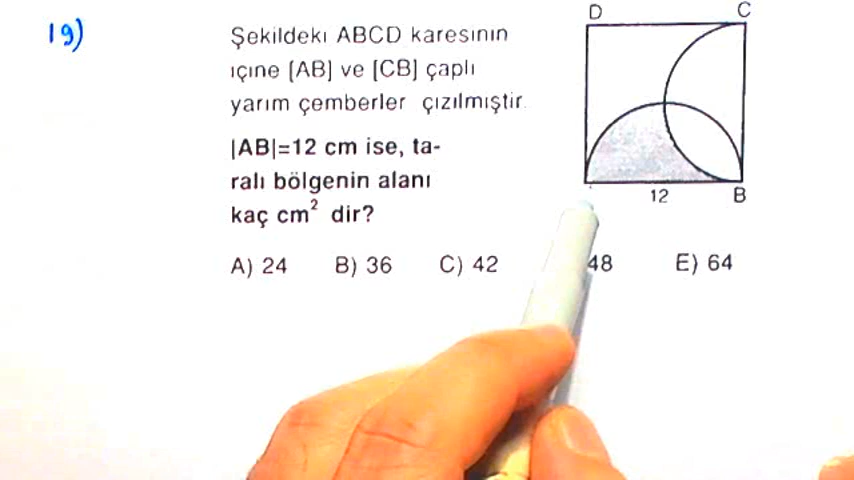 19)
Şekildeki ABCD karesinin
içine [AB] ve [CB] çaplı
yarım çemberler çizilmiştir.
|AB|=12 cm ise, ta-
ralı bölgenin alanı
kaç cm² dir?
A) 24 B) 36 C) 42 48 E) 64
D C
12 B